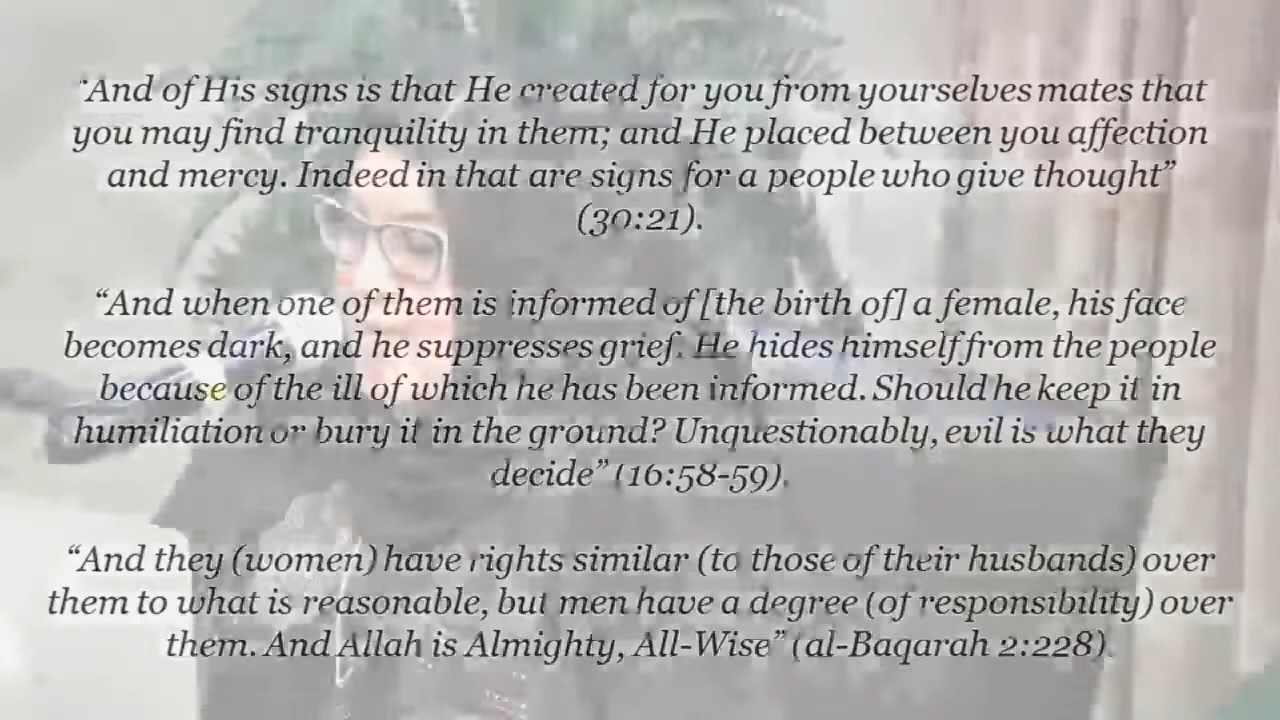 "And of His signs is that He created for you from yourselves mates that
you may find tranquility in them; and He placed between you affection
and mercy. Indeed in that are signs for a people who give thought"
(30:21).
"And when one of them is informed of [the birth of] a female, his face
becomes dark, and he suppresses grief. He hides himself from the people
because of the ill of which he has been informed. Should he keep it in
humiliation or bury it in the ground? Unquestionably, evil is what they
decide" (16:58-59).
"And they (women) have rights similar (to those of their husbands) over
them to what is reasonable, but men have a degree (of responsibility) over
them. And Allah is Almighty, All-Wise" (al-Baqarah 2:228).